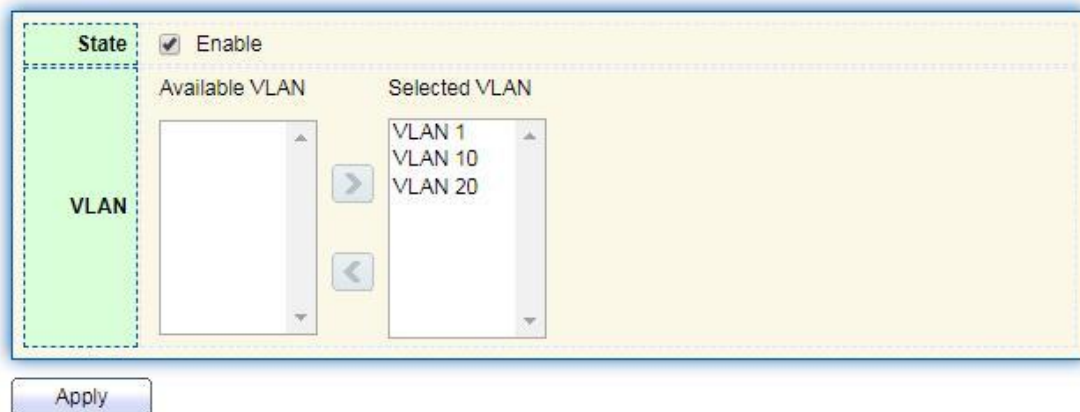 State Enable
Available VLAN Selected VLAN
VLAN
VLAN 1
VLAN 10
VLAN 20
Apply